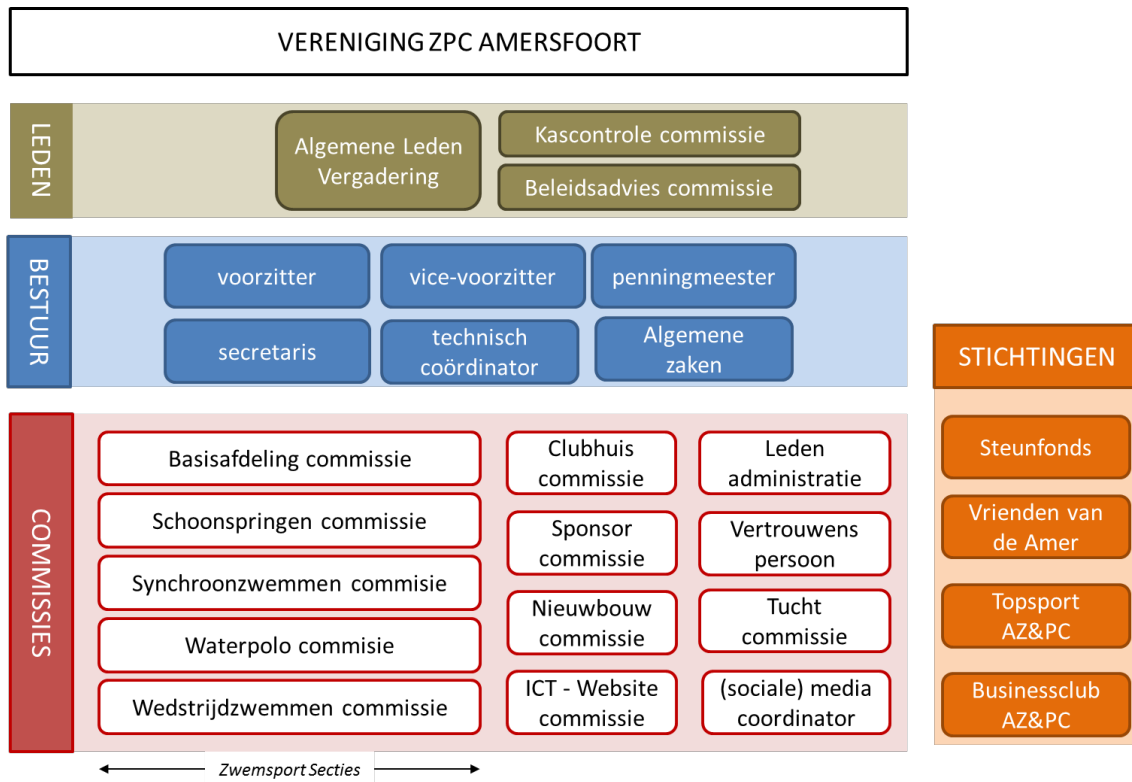 VERENIGING ZPC AMERSFOORT
LEDEN
Algemene Leden
Vergadering
Kascontrole commissie
Beleidsadvies commissie
BESTUUR
voorzitter
vice-voorzitter
penningmeester
secretaris
technisch
coördinator
Algemene
zaken
COMMISSIES
Basisafdeling commissie
Schoonspringen commissie
Synchroonzwemmen commisie
Waterpolo commisie
Wedstrijdzwemmen commissie
Zwemsport Secties
Clubhuis
commissie
Sponsor
commissie
Nieuwbouw
commissie
ICT - Website
commissie
Leden
administratie
Vertrouwens
persoon
Tucht
commissie
(sociale) media
coordinator
STICHTINGEN
Steunfonds
Vrienden van
de Amer
Topsport
AZ&PC
Businessclub
AZ&PC